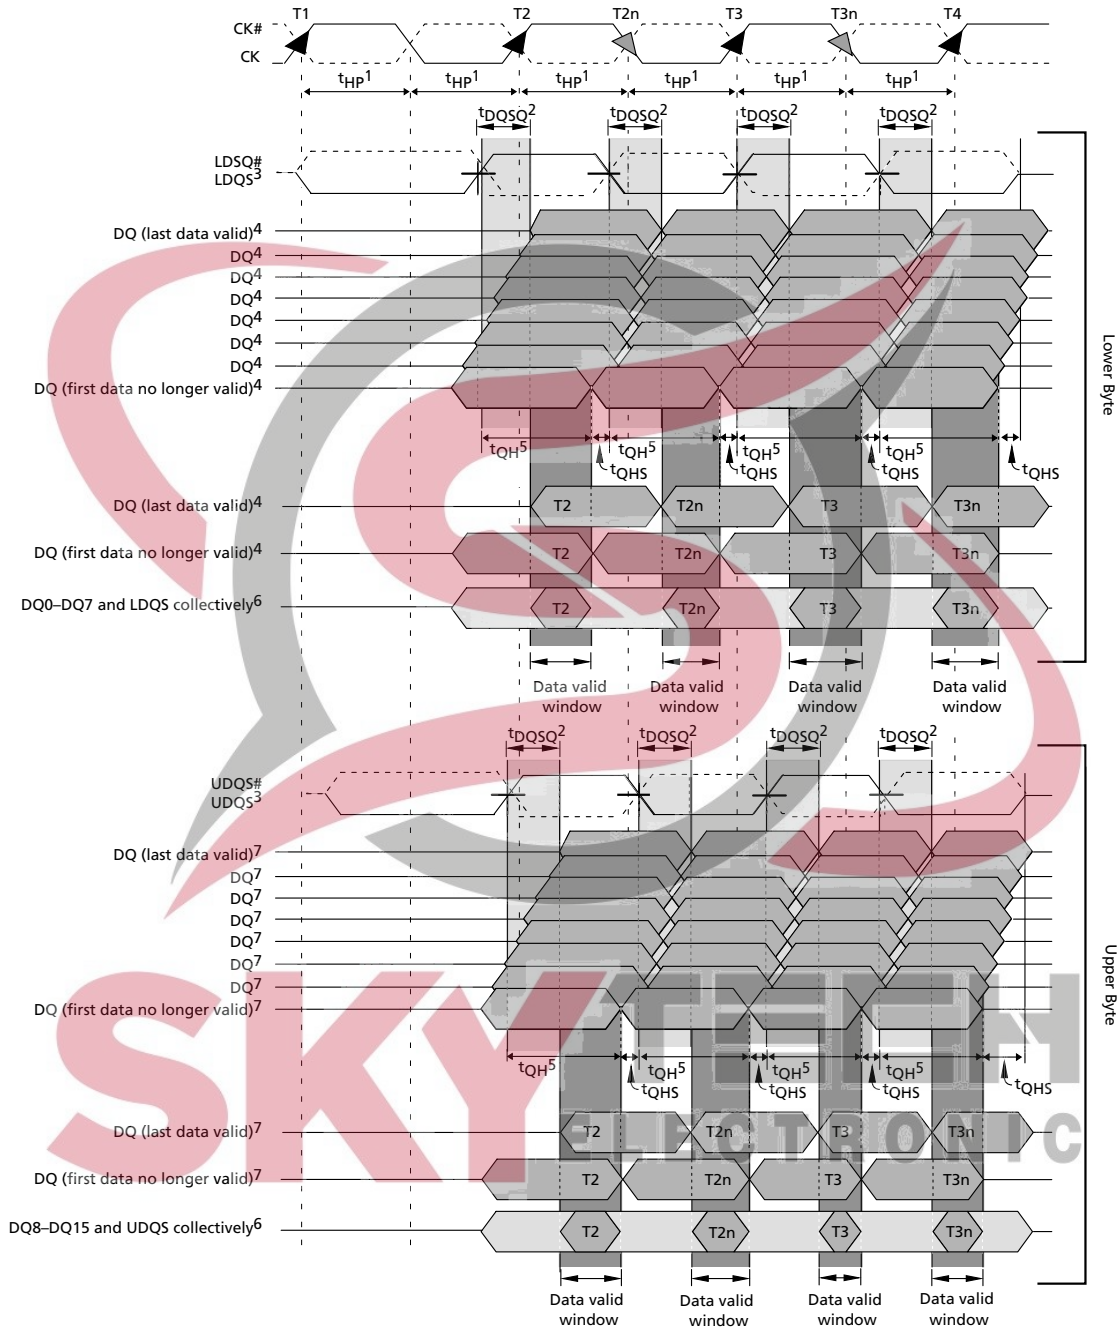 T1 T2 T2n T3 T3n T4
CK#
CK
tHP1 tHP1 tHP1 tHP1 tHP1 tHP1
tDQSQ2 tDQSQ2 tDQSQ2 tDQSQ2
LDSQ#
LDQS3
DQ (last data valid)4
DQ4
DQ4
DQ4
DQ4
DQ4
DQ4
DQ (first data no longer valid)4
tQH5 tQH5 tQH5 tQH5
tQHS tQHS tQHS tQHS
DQ (last data valid)4 T2 T2n T3 T3n
DQ (first data no longer valid)4 T2 T2n T3 T3n
DQ0–DQ7 and LDQS collectively6 T2 T2n T3 T3n
Data valid window Data valid window Data valid window Data valid window
Lower Byte
tDQSQ2 tDQSQ2 tDQSQ2 tDQSQ2
UDQS#
UDQS3
DQ (last data valid)7
DQ7
DQ7
DQ7
DQ7
DQ7
DQ7
DQ (first data no longer valid)7
tQH5 tQH5 tQH5 tQH5
tQHS tQHS tQHS tQHS
DQ (last data valid)7 T2 T2n T3 T3n
DQ (first data no longer valid)7 T2 T2n T3 T3n
DQ8–DQ15 and UDQS collectively6 T2 T2n T3 T3n
Data valid window Data valid window Data valid window Data valid window
Upper Byte
SKYTECH
ELECTRONIC